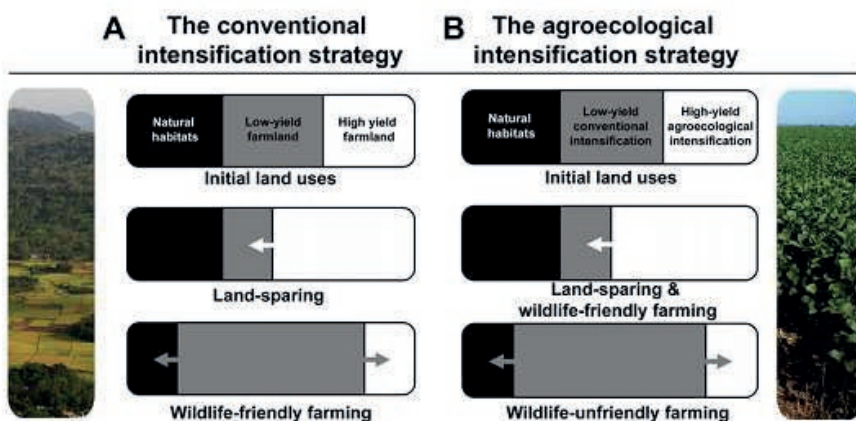 A The conventional
intensification strategy
B The agroecological
intensification strategy
Natural
habitats
Low-yield
farmland
High yield
farmland
Initial land uses
Land-sparing
Wildlife-friendly farming
Natural
habitats
Low-yield
conventional
intensification
High-yield
agroecological
intensification
Initial land uses
Land-sparing &
wildlife-friendly farming
Wildlife-unfriendly farming